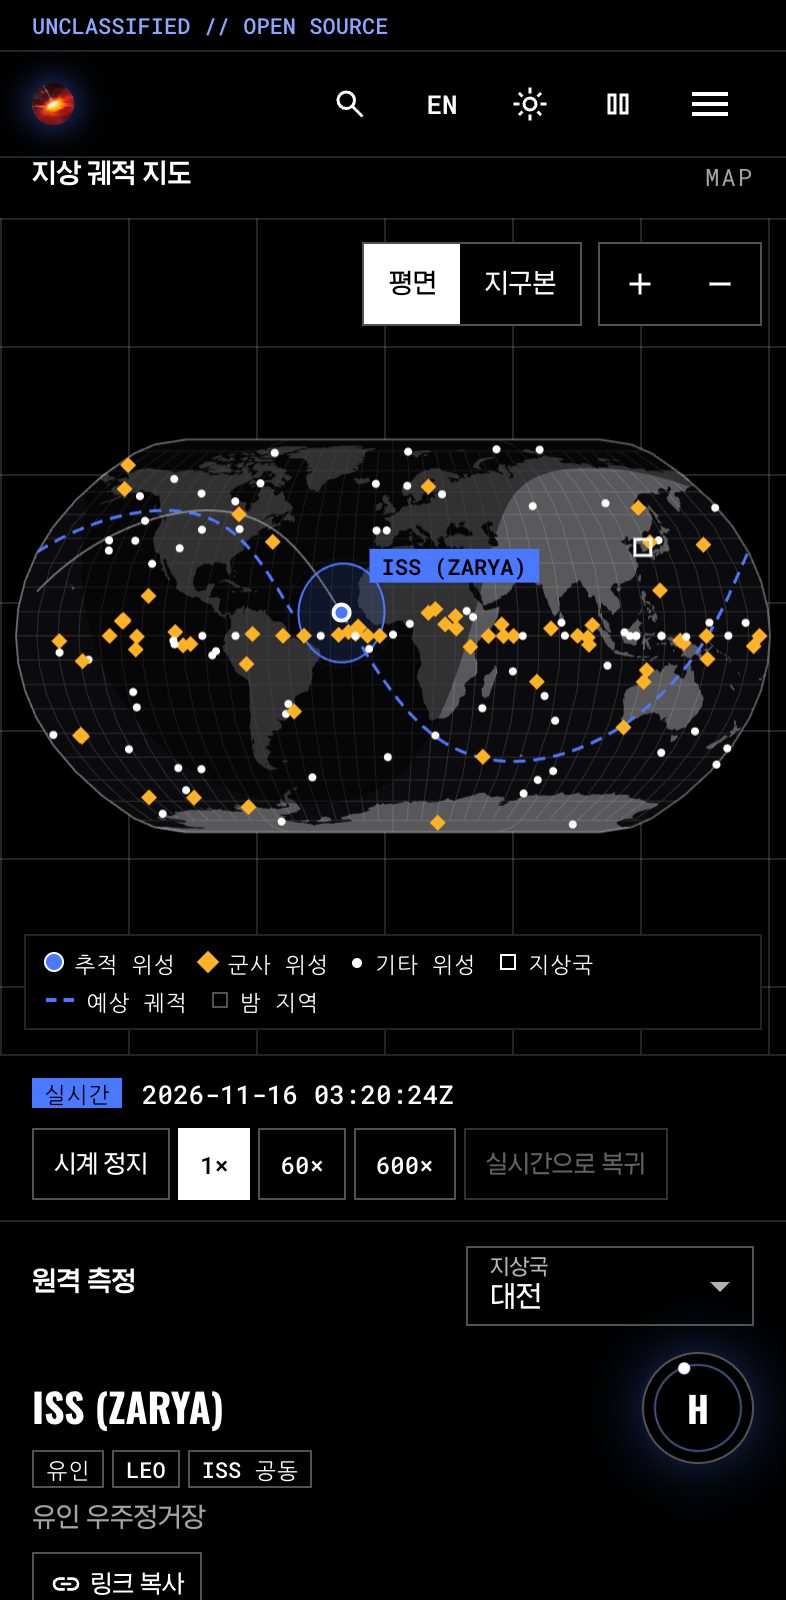 UNCLASSIFIED // OPEN SOURCE
EN
지상 궤적 지도
MAP
평면 지구본 + −
ISS (ZARYA)
추적 위성 군사 위성 기타 위성 지상국
예상 궤적 밤 지역
실시간 2026-11-16 03:20:24Z
시계 정지 1× 60× 600× 실시간으로 복귀
원격 측정
지상국
대전
ISS (ZARYA)
H
유인 LEO ISS 공동
유인 우주정거장
링크 복사